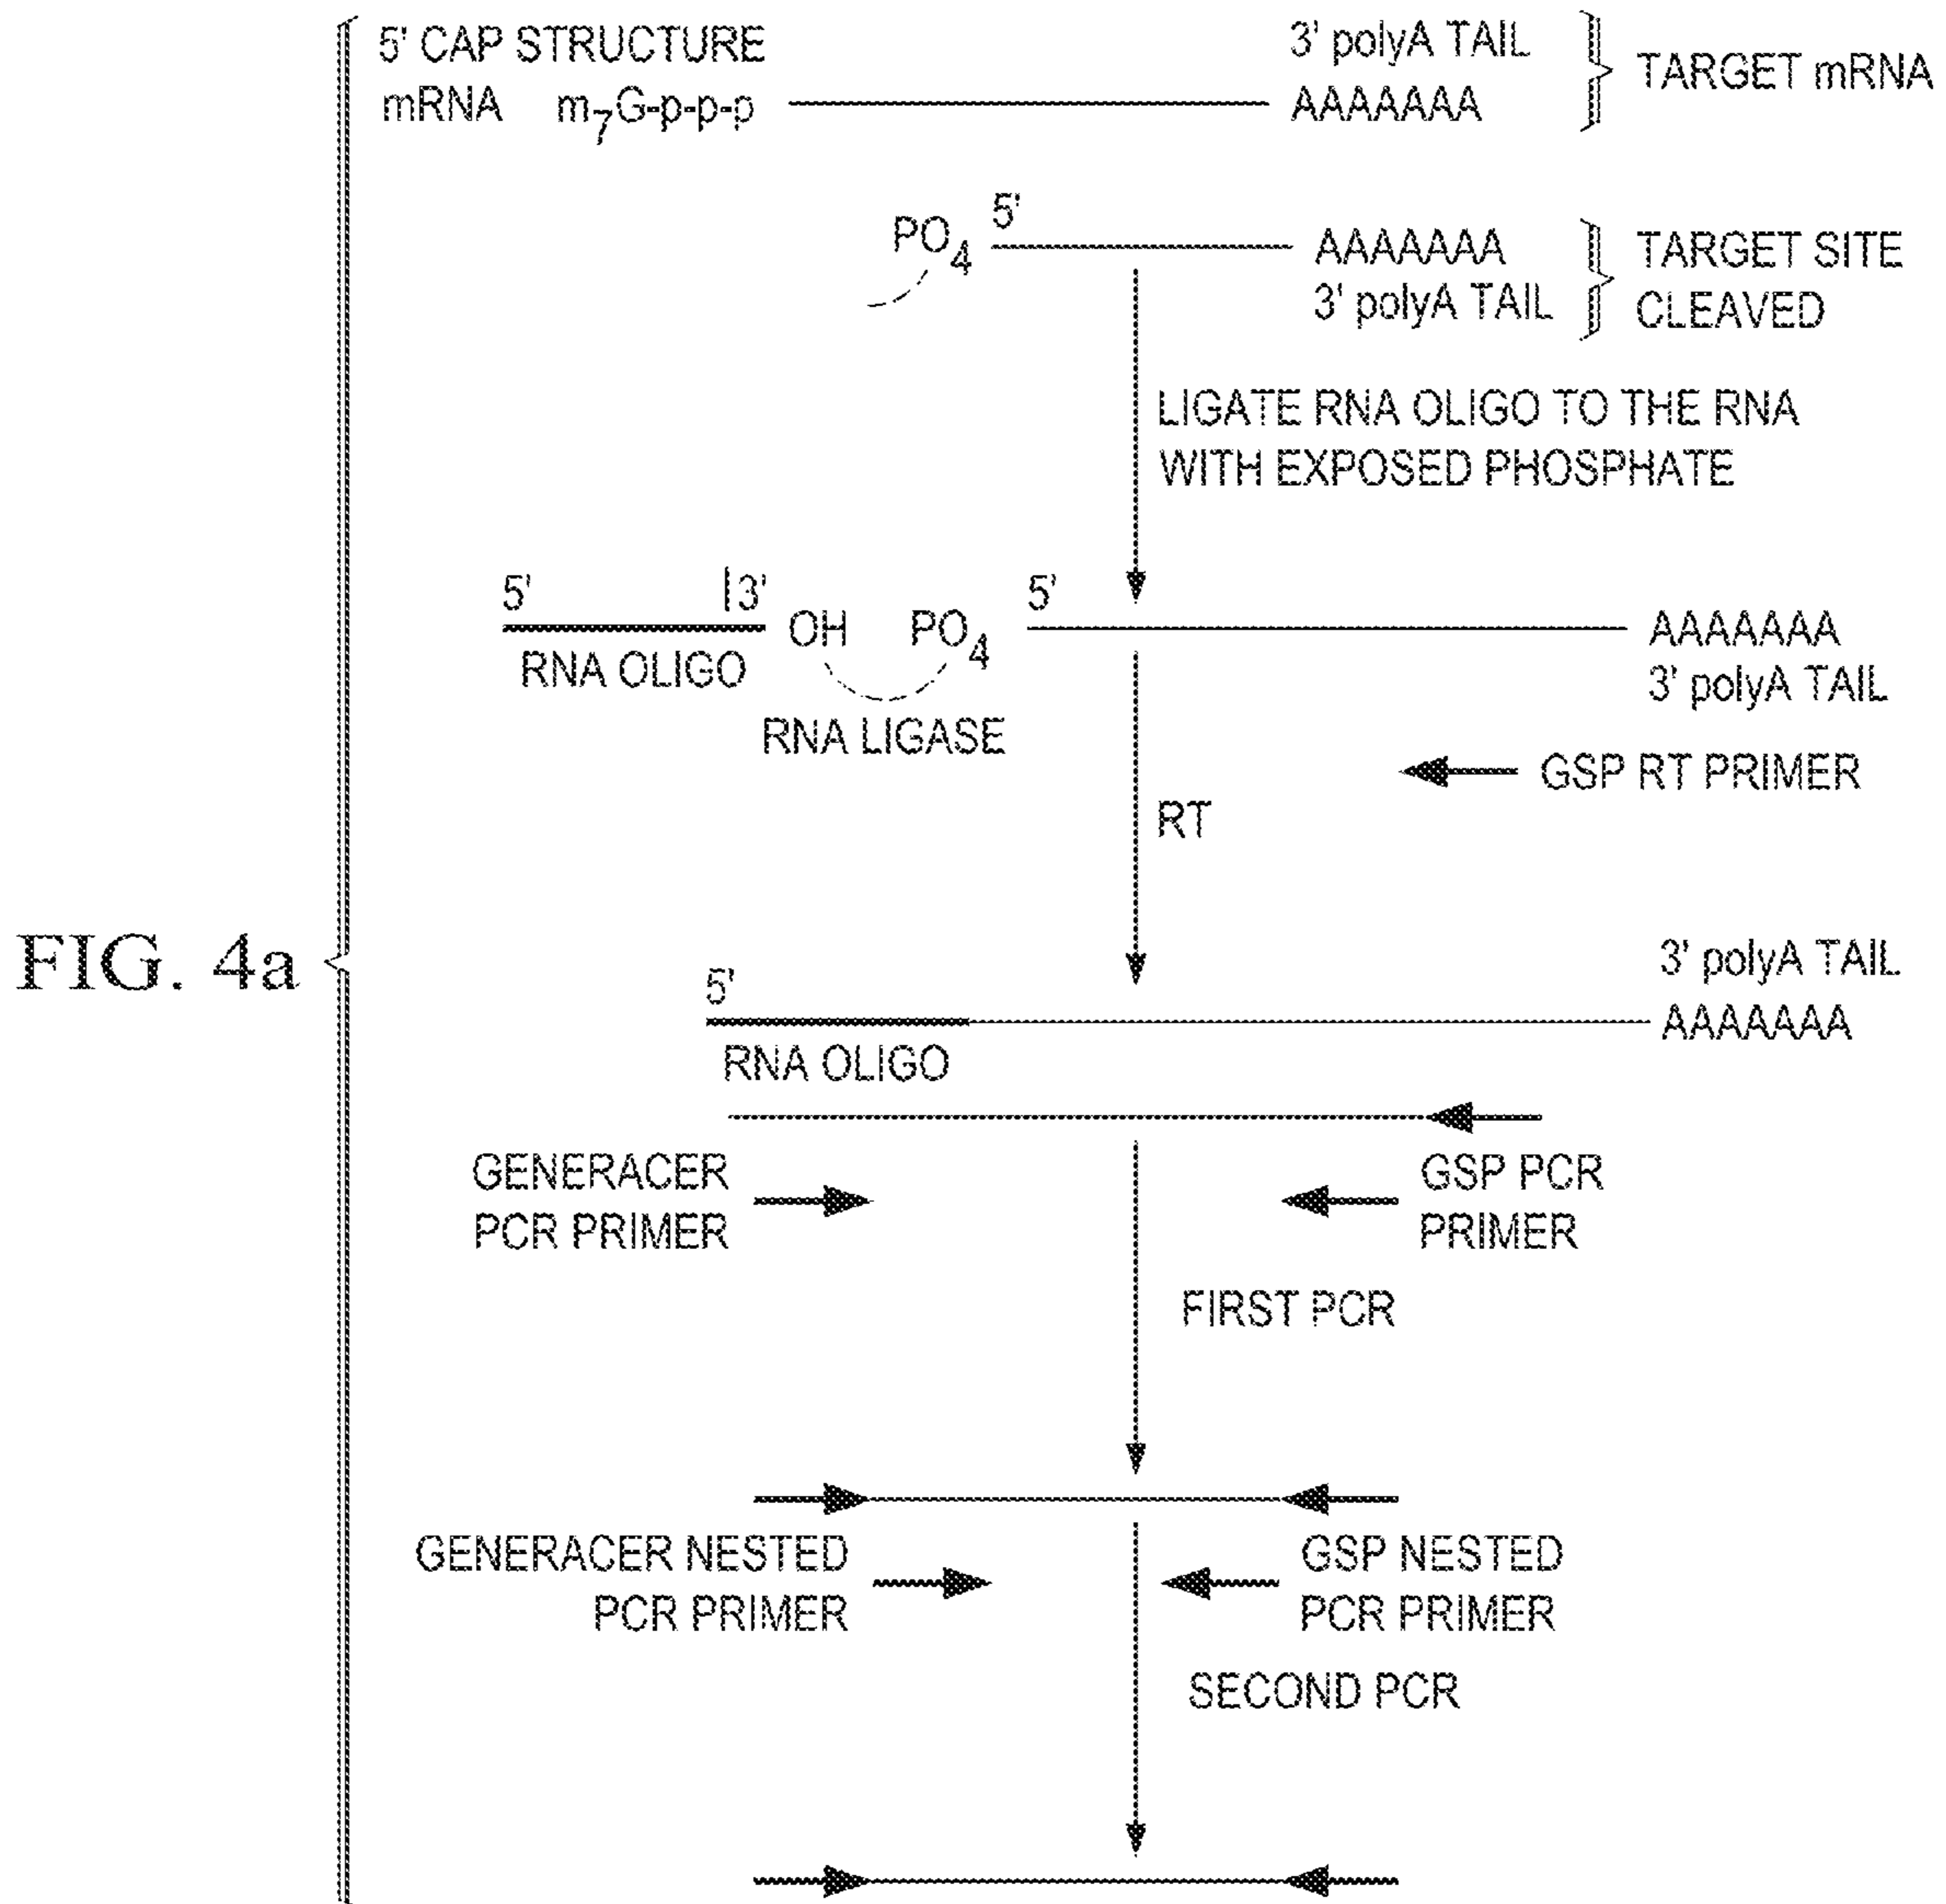 5' CAP STRUCTURE
mRNA m7G-p-p-p
3' polyA TAIL
AAAAAAA
TARGET mRNA
PO4
5'
AAAAAAA
3' polyA TAIL
TARGET SITE
CLEAVED
LIGATE RNA OLIGO TO THE RNA
WITH EXPOSED PHOSPHATE
5'
3'
OH
PO4
5'
AAAAAAA
3' polyA TAIL
RNA OLIGO
RNA LIGASE
GSP RT PRIMER
RT
FIG. 4a
5'
3' polyA TAIL
AAAAAAA
RNA OLIGO
GENERACER
PCR PRIMER
GSP PCR
PRIMER
FIRST PCR
GENERACER NESTED
PCR PRIMER
GSP NESTED
PCR PRIMER
SECOND PCR